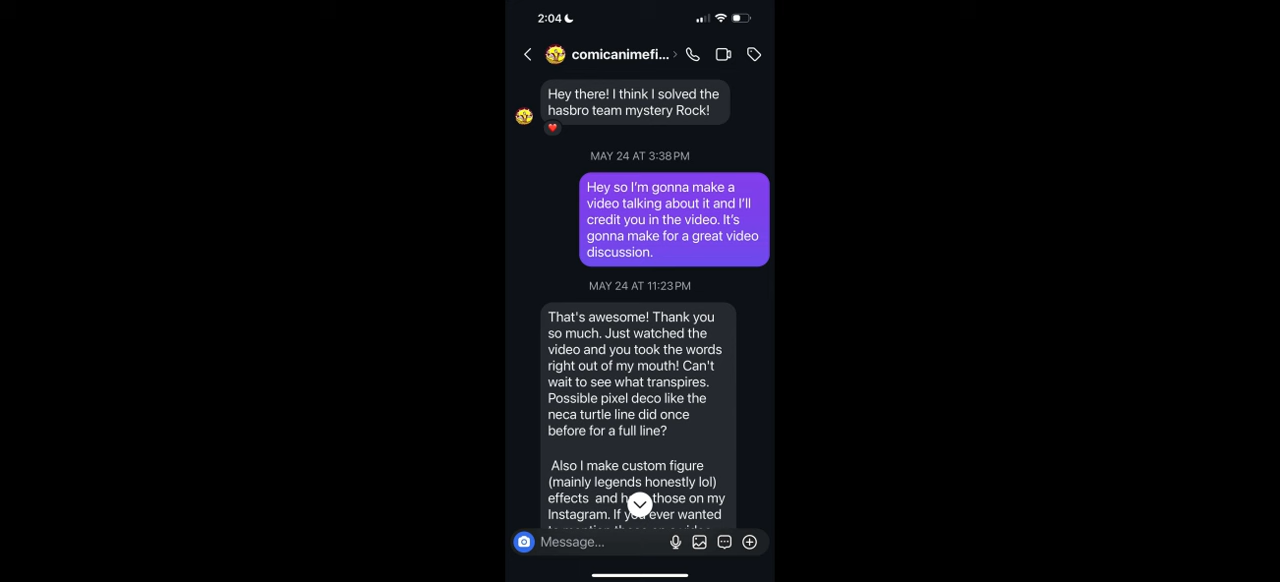 2:04
comicanimefi...
Hey there! I think I solved the
hasbro team mystery Rock!
MAY 24 AT 3:38 PM
Hey so I'm gonna make a
video talking about it and I'll
credit you in the video. It's
gonna make for a great video
discussion.
MAY 24 AT 11:23 PM
That's awesome! Thank you
so much. Just watched the
video and you took the words
right out of my mouth! Can't
wait to see what transpires.
Possible pixel deco like the
neca turtle line did once
before for a full line?
Also I make custom figure
(mainly legends honestly lol)
effects and those on my
Instagram. If you ever wanted
Message...